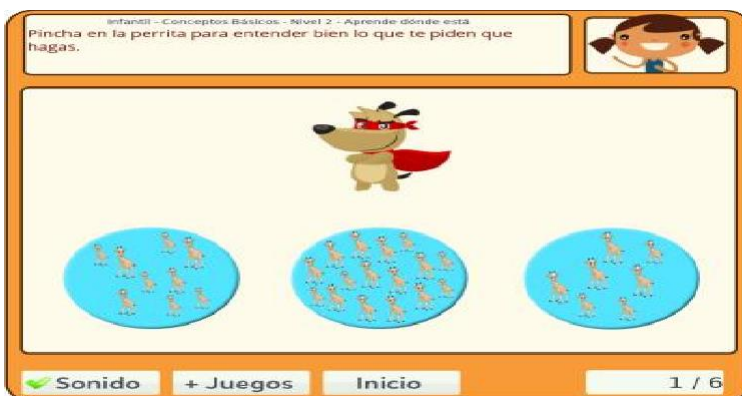 Infantil - Conceptos Básicos - Nivel 2 - Aprende dónde está
Pincha en la perrita para entender bien lo que te piden que
hagas.
Sonido
+ Juegos
Inicio
1 / 6